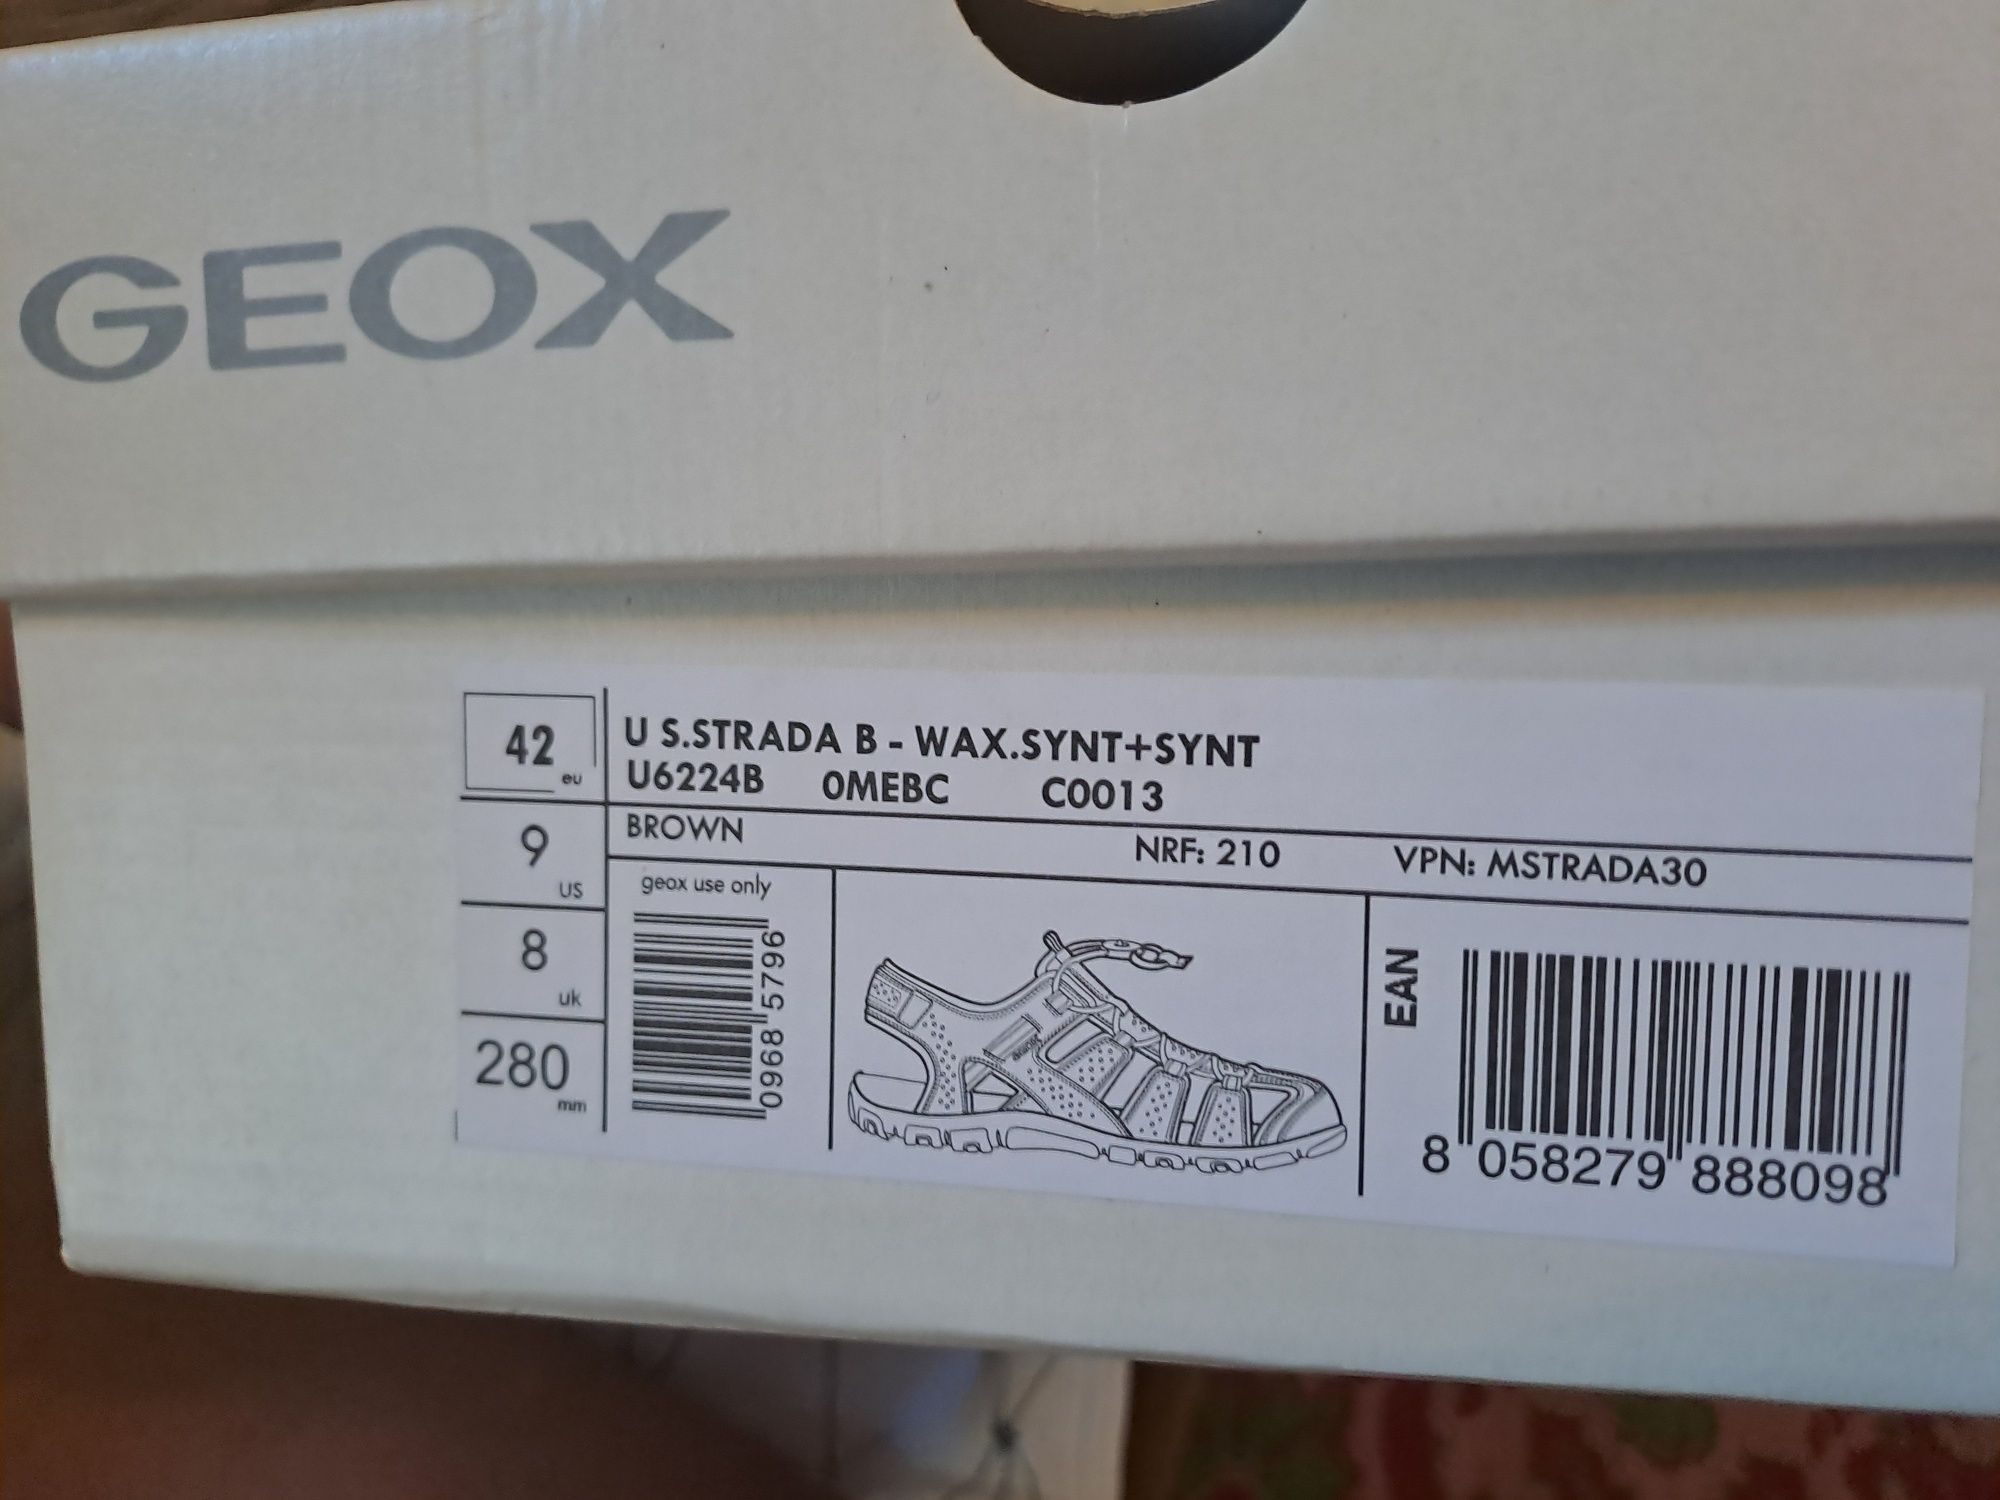 GEOX
42 eu
U S.STRADA B - WAX.SYNT+SYNT
U6224B 0MEBC C0013
9 US
BROWN NRF: 210 VPN: MSTRADA30
geox use only
8 uk
280 mm
0968 5796
GEOX
EAN
8 058279 888098